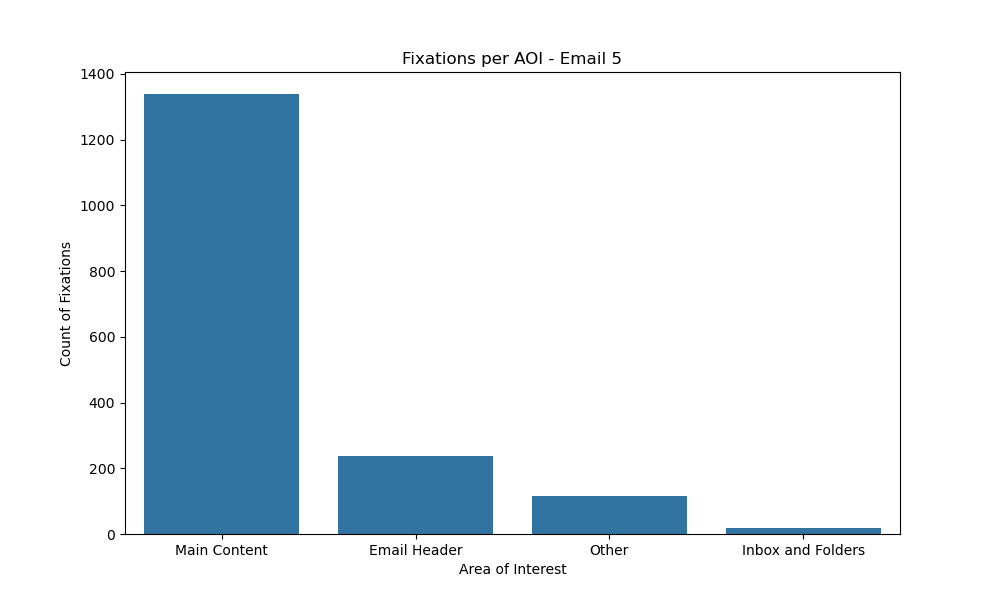 Fixations per AOI - Email 5
1400
1200
1000
800
600
400
200
0
Count of Fixations
Main Content
Email Header
Other
Inbox and Folders
Area of Interest